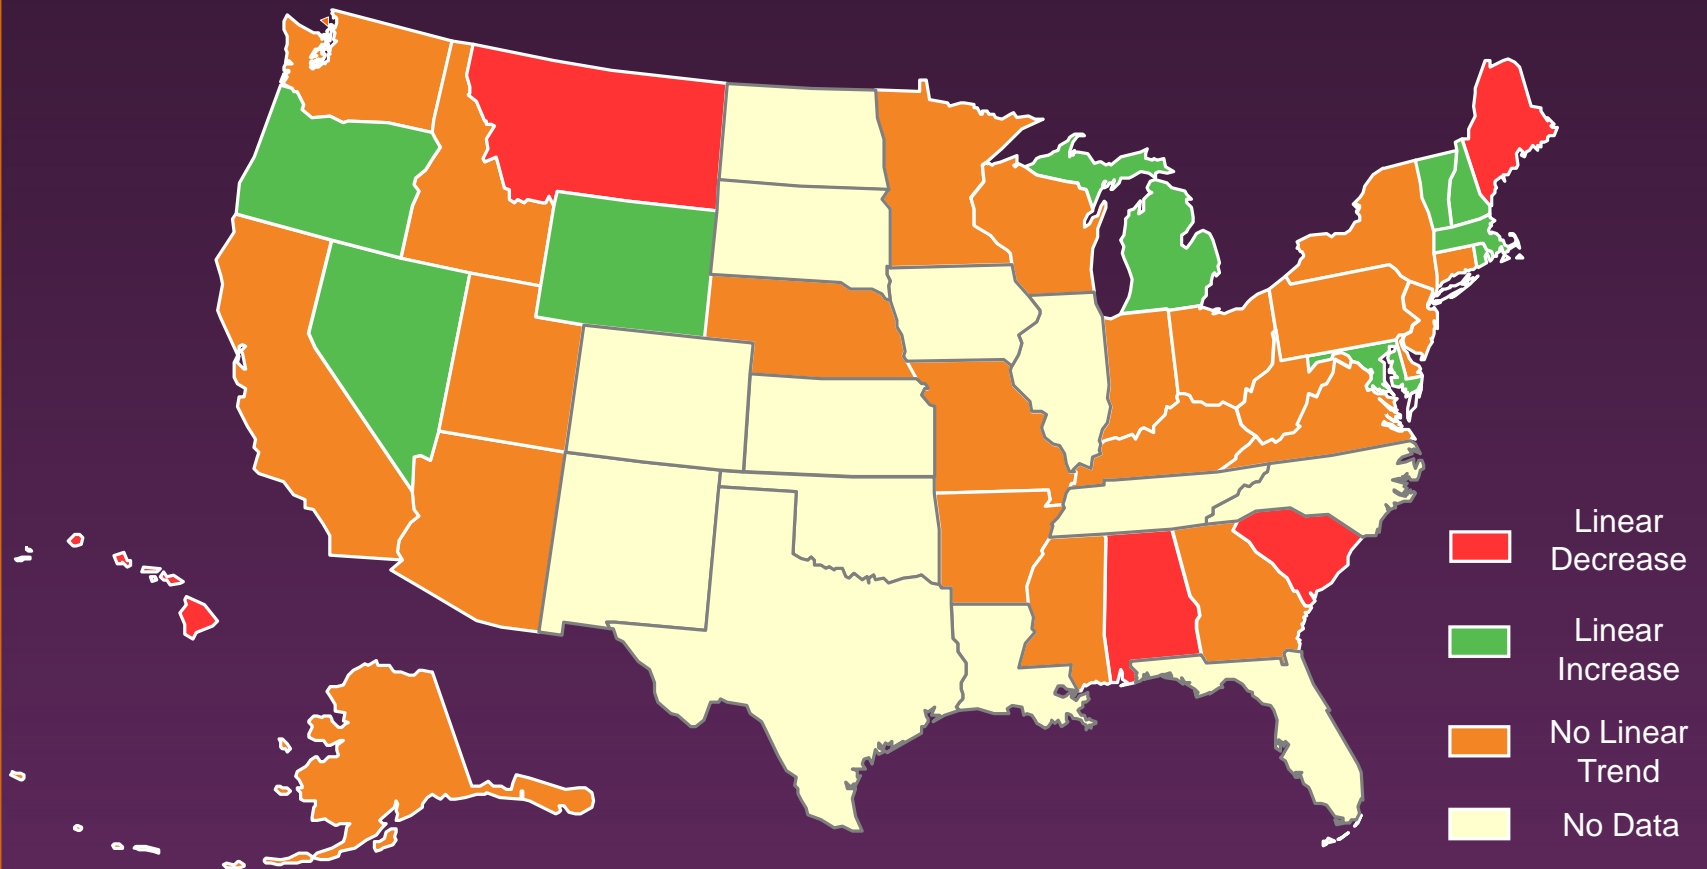 Linear
Decrease
Linear
Increase
No Linear
Trend
No Data